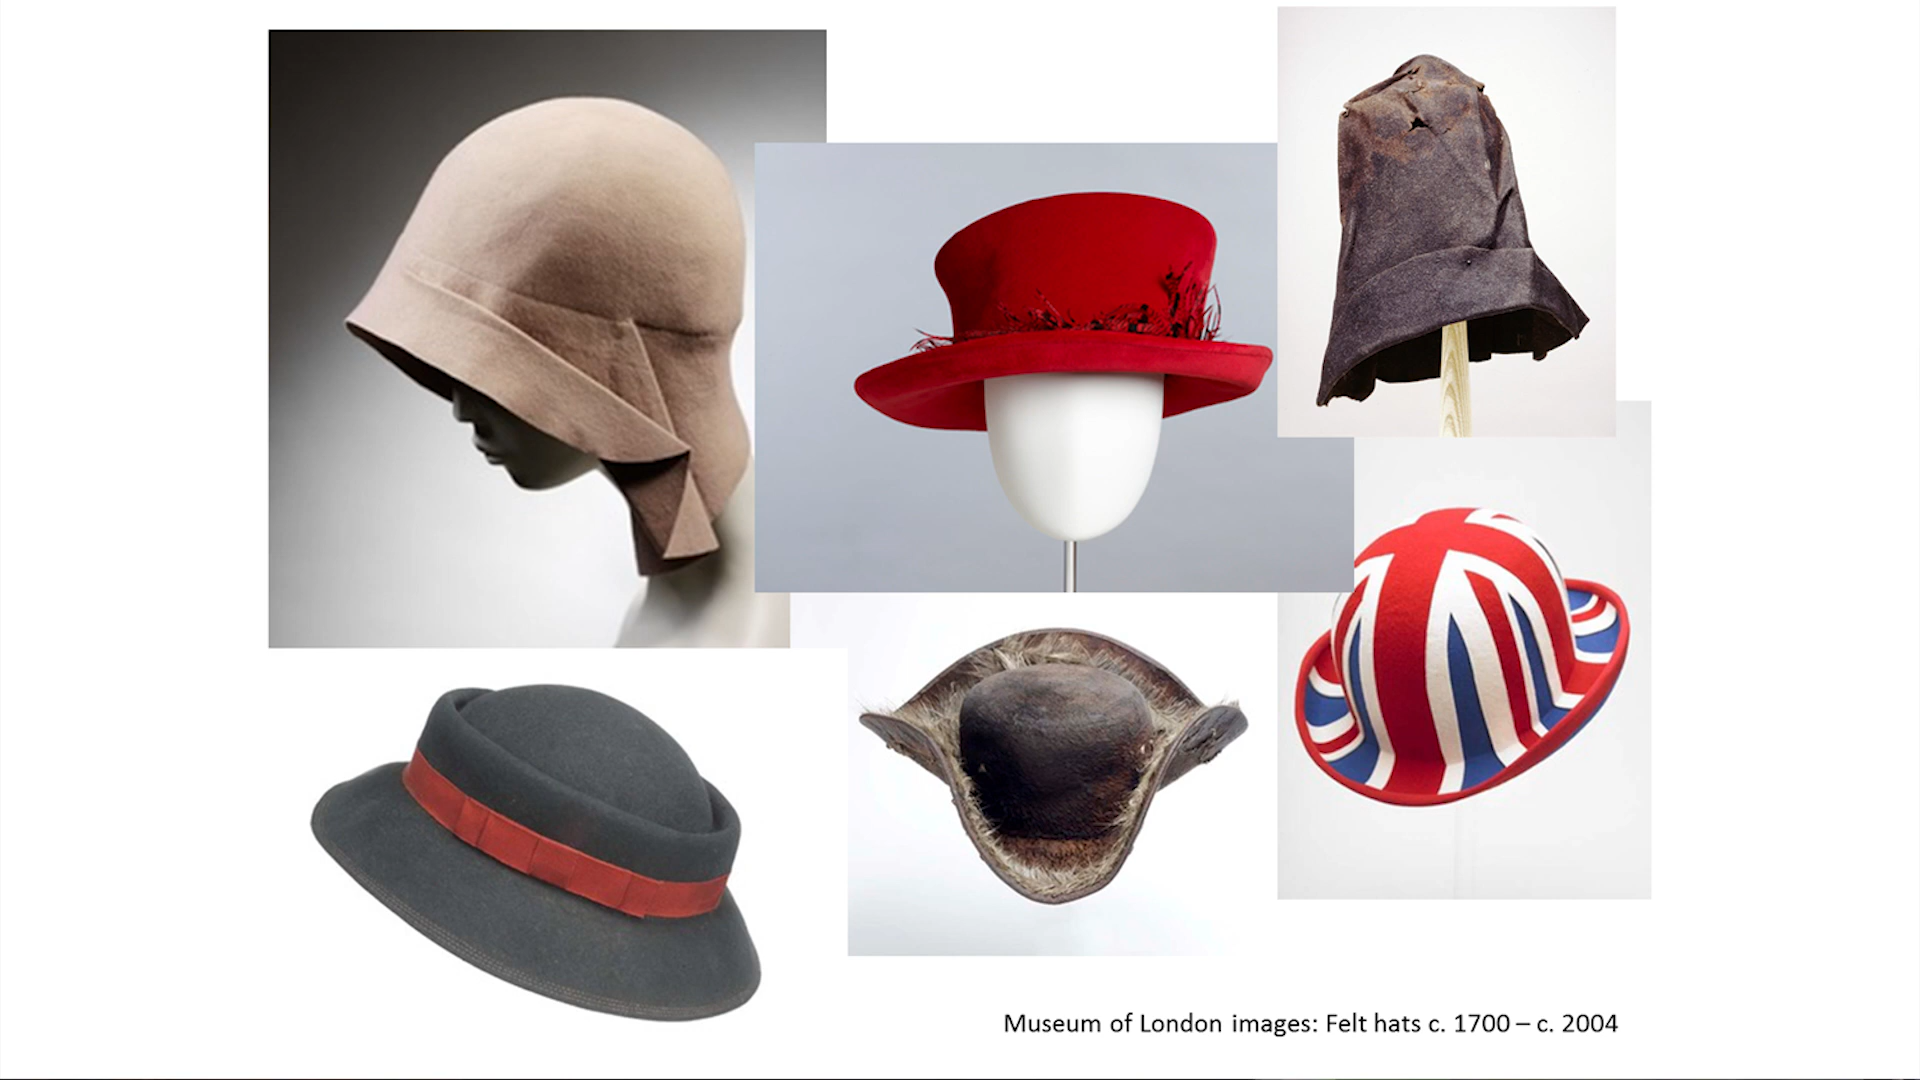 Museum of London images: Felt hats c. 1700 – c. 2004